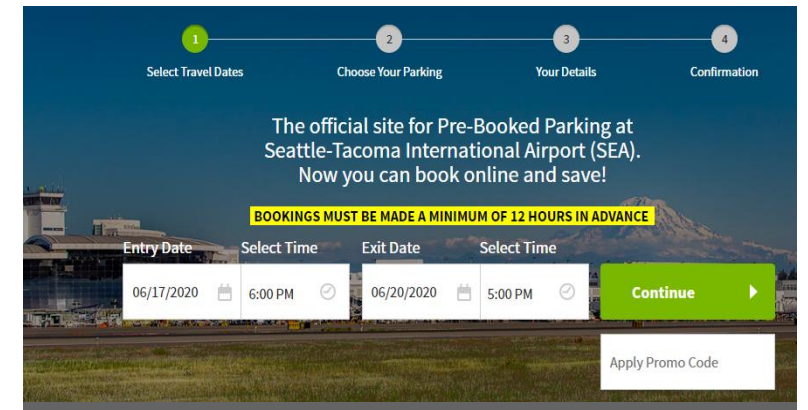 1
2
3
4
Select Travel Dates
Choose Your Parking
Your Details
Confirmation
The official site for Pre-Booked Parking at
Seattle-Tacoma International Airport (SEA).
Now you can book online and save!
BOOKINGS MUST BE MADE A MINIMUM OF 12 HOURS IN ADVANCE
Entry Date
Select Time
Exit Date
Select Time
06/17/2020
6:00 PM
06/20/2020
5:00 PM
Continue
Apply Promo Code